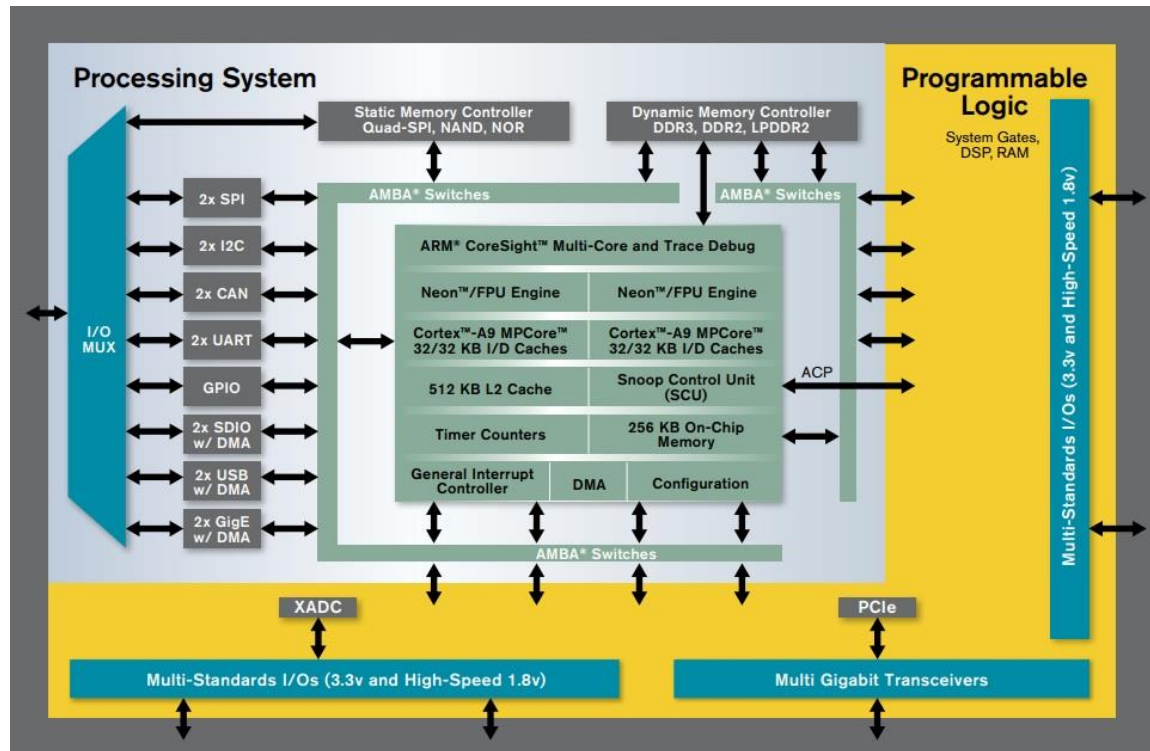 Processing System
Programmable
Logic
System Gates,
DSP, RAM
Static Memory Controller
Quad-SPI, NAND, NOR
Dynamic Memory Controller
DDR3, DDR2, LPDDR2
AMBA® Switches
AMBA® Switches
I/O
MUX
2x SPI
2x I2C
2x CAN
2x UART
GPIO
2x SDIO
w/ DMA
2x USB
w/ DMA
2x GigE
w/ DMA
ARM® CoreSight™ Multi-Core and Trace Debug
Neon™/FPU Engine
Neon™/FPU Engine
Cortex™-A9 MPCore™
32/32 KB I/D Caches
Cortex™-A9 MPCore™
32/32 KB I/D Caches
512 KB L2 Cache
Snoop Control Unit
(SCU)
ACP
Timer Counters
256 KB On-Chip
Memory
General Interrupt
Controller
DMA
Configuration
AMBA® Switches
Multi-Standards I/Os (3.3v and High-Speed 1.8v)
XADC
PCIe
Multi-Standards I/Os (3.3v and High-Speed 1.8v)
Multi Gigabit Transceivers